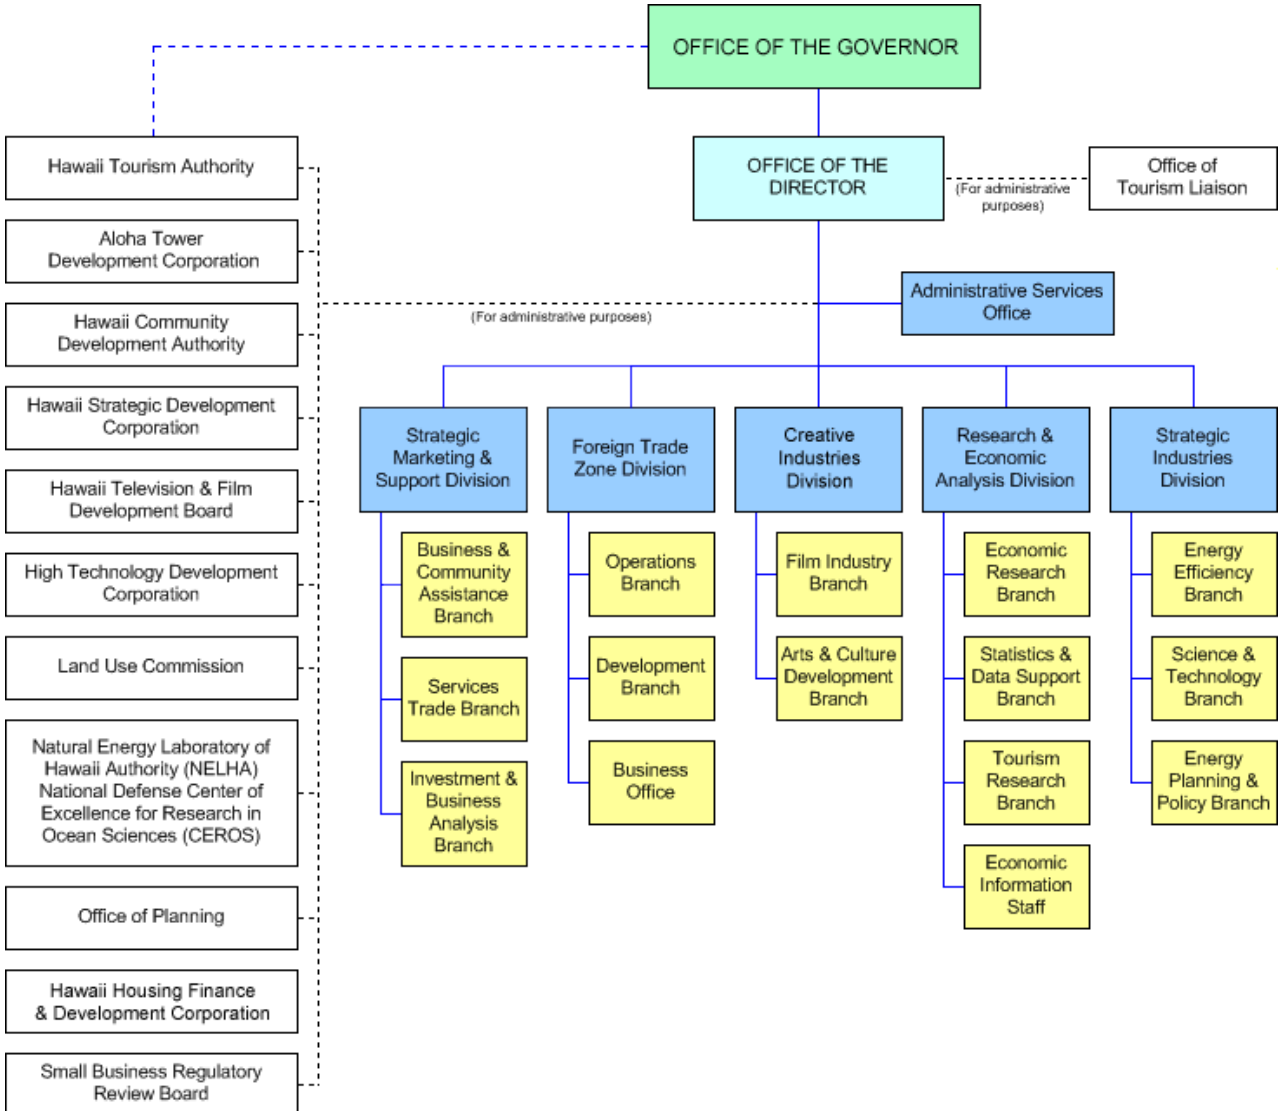 OFFICE OF THE GOVERNOR
OFFICE OF THE
DIRECTOR
(For administrative
purposes)
Office of
Tourism Liaison
Administrative Services
Office
(For administrative purposes)
Hawaii Tourism Authority
Aloha Tower
Development Corporation
Hawaii Community
Development Authority
Hawaii Strategic Development
Corporation
Hawaii Television & Film
Development Board
High Technology Development
Corporation
Land Use Commission
Natural Energy Laboratory of
Hawaii Authority (NELHA)
National Defense Center of
Excellence for Research in
Ocean Sciences (CEROS)
Office of Planning
Hawaii Housing Finance
& Development Corporation
Small Business Regulatory
Review Board
Strategic
Marketing &
Support Division
Business &
Community
Assistance
Branch
Services
Trade Branch
Investment &
Business
Analysis
Branch
Foreign Trade
Zone Division
Operations
Branch
Development
Branch
Business
Office
Creative
Industries
Division
Film Industry
Branch
Arts & Culture
Development
Branch
Research &
Economic
Analysis Division
Economic
Research
Branch
Statistics &
Data Support
Branch
Tourism
Research
Branch
Economic
Information
Staff
Strategic
Industries
Division
Energy
Efficiency
Branch
Science &
Technology
Branch
Energy
Planning &
Policy Branch